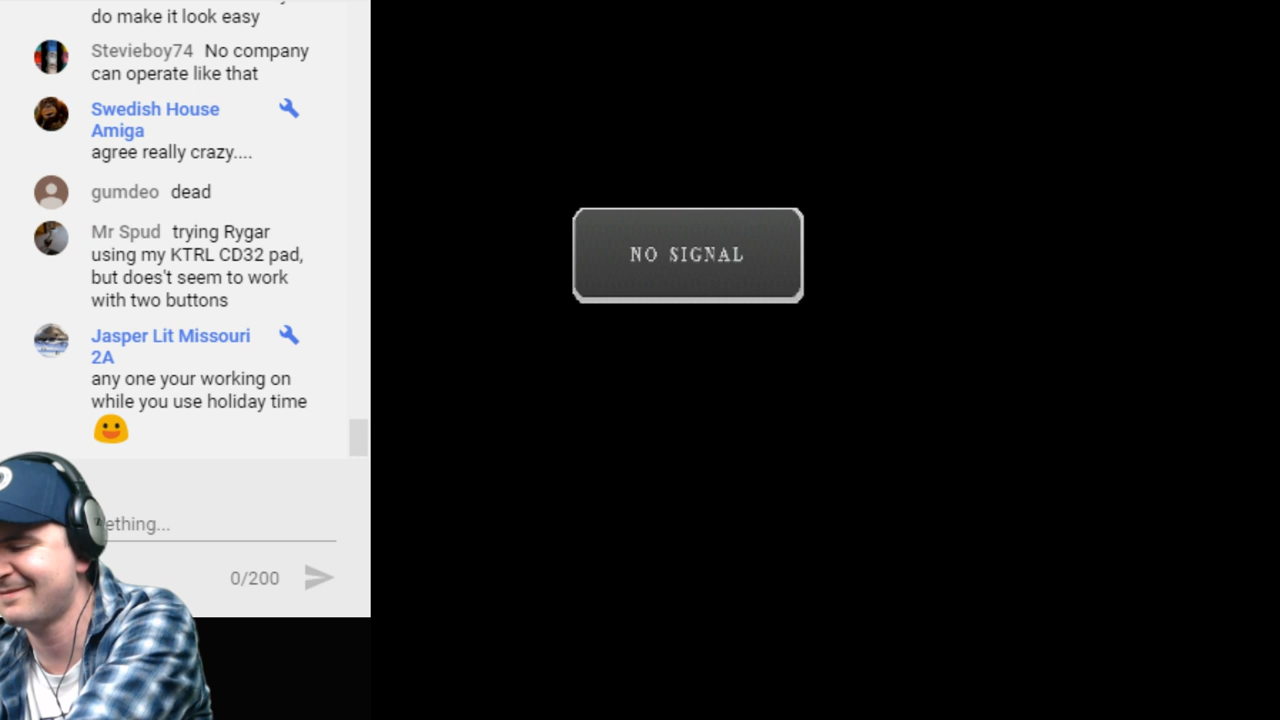 do make it look easy
Stevieboy74 No company
can operate like that
Swedish House
Amiga
agree really crazy....
gumdeo dead
Mr Spud trying Rygar
using my KTRL CD32 pad,
but does't seem to work
with two buttons
Jasper Lit Missouri
2A
any one your working on
while you use holiday time
ething...
0/200
NO SIGNAL